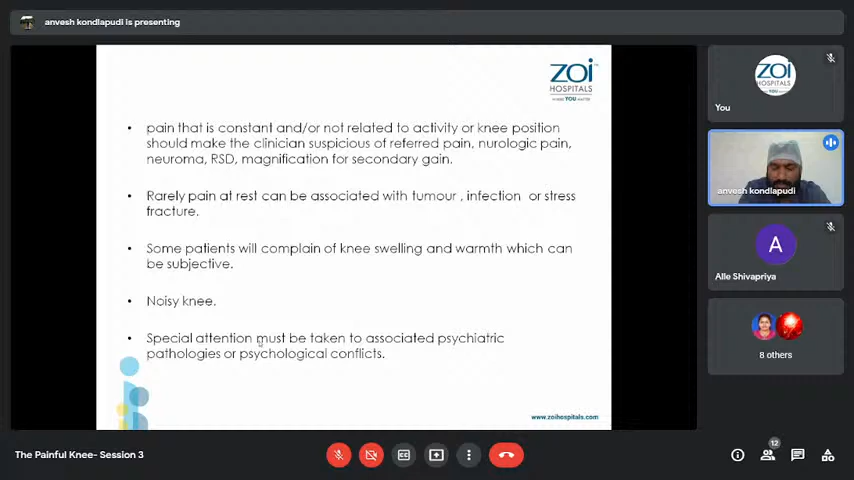 anvesh kondlapudi is presenting
ZOI
HOSPITALS
WHERE YOU MATTER
• pain that is constant and/or not related to activity or knee position
should make the clinician suspicious of referred pain, nurologic pain,
neuroma, RSD, magnification for secondary gain.
• Rarely pain at rest can be associated with tumour , infection or stress
fracture.
• Some patients will complain of knee swelling and warmth which can
be subjective.
• Noisy knee.
• Special attention must be taken to associated psychiatric
pathologies or psychological conflicts.
www.zoihospitals.com
ZOI
HOSPITALS
You
anvesh kondlapudi
A
Alle Shivapriya
8 others
The Painful Knee- Session 3
CC
12